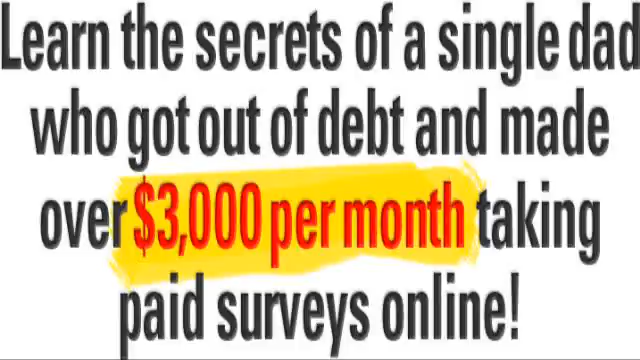 Learn the secrets of a single dad
who got out of debt and made
over $3,000 per month taking
paid surveys online!